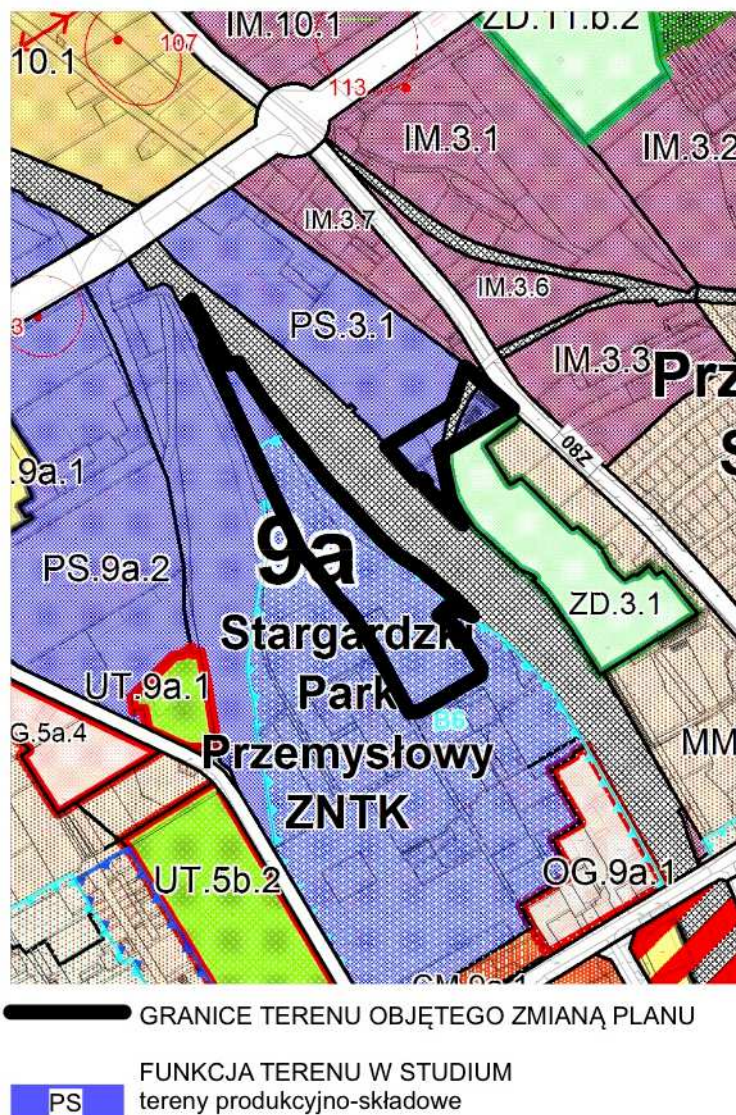 IM.10.1
ZD.11.b.2
107
10.1
113
IM.3.1
IM.3.2
IM.3.7
IM.3.6
PS.3.1
3
IM.3.3
Prz
S
.9a.1
08Z
9a
PS.9a.2
ZD.3.1
Stargardzki
Park
Przemysłowy
ZNTK
UT.9a.1
B6
G.5a.4
MM
UT.5b.2
OG.9a.1
GRANICE TERENU OBJĘTEGO ZMIANĄ PLANU
FUNKCJA TERENU W STUDIUM
PS
tereny produkcyjno-składowe